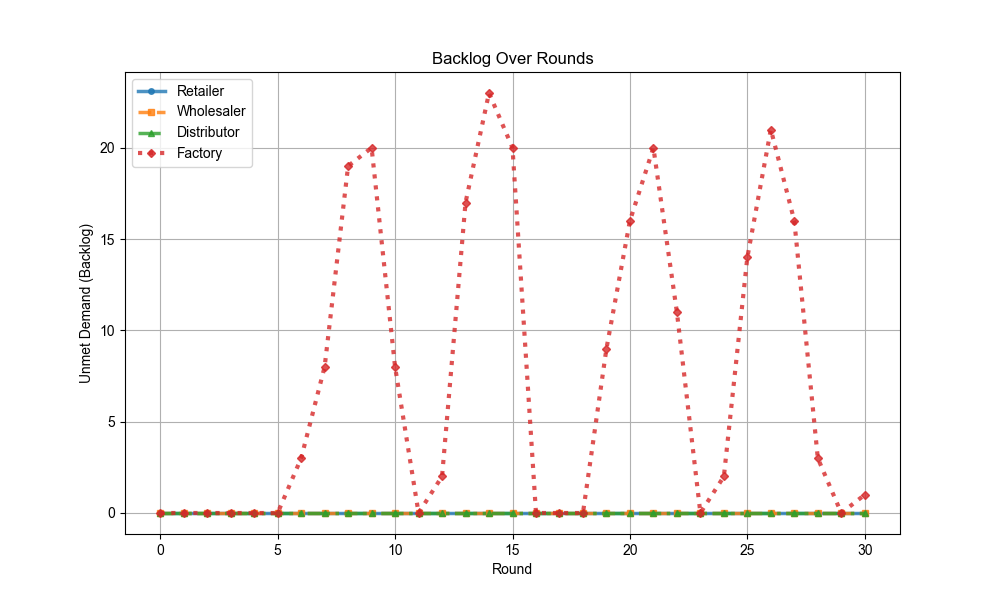 Backlog Over Rounds
Retailer
Wholesaler
Distributor
Factory
Unmet Demand (Backlog)
20
15
10
5
0
0 5 10 15 20 25 30
Round